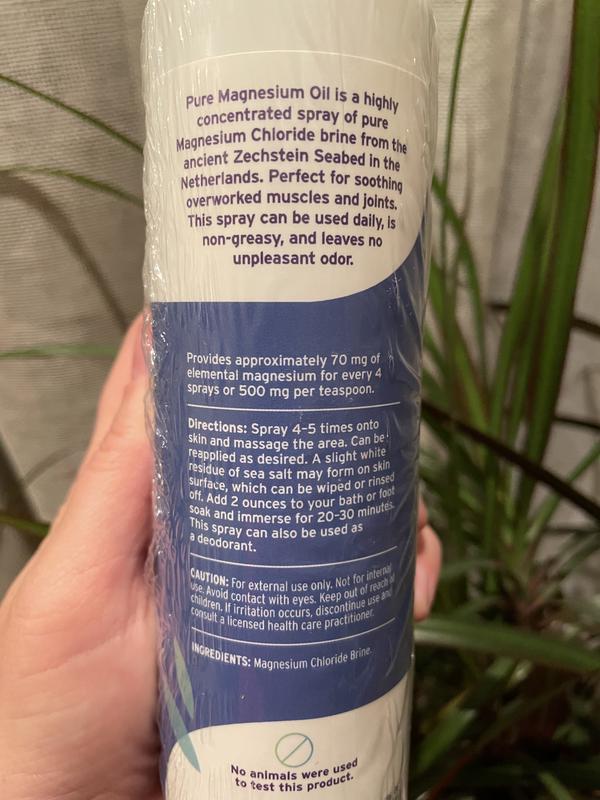 Pure Magnesium Oil is a highly
concentrated spray of pure
Magnesium Chloride brine from the
ancient Zechstein Seabed in the
Netherlands. Perfect for soothing
overworked muscles and joints.
This spray can be used daily, is
non-greasy, and leaves no
unpleasant odor.
Provides approximately 70 mg of
elemental magnesium for every 4
sprays or 500 mg per teaspoon.
Directions: Spray 4–5 times onto
skin and massage the area. Can be
reapplied as desired. A slight white
residue of sea salt may form on skin
surface, which can be wiped or rinsed
off. Add 2 ounces to your bath or foot
soak and immerse for 20–30 minutes.
This spray can also be used as
a deodorant.
CAUTION: For external use only. Not for internal
use. Avoid contact with eyes. Keep out of reach of
children. If irritation occurs, discontinue use and
consult a licensed health care practitioner.
INGREDIENTS: Magnesium Chloride Brine.
No animals were used
to test this product.